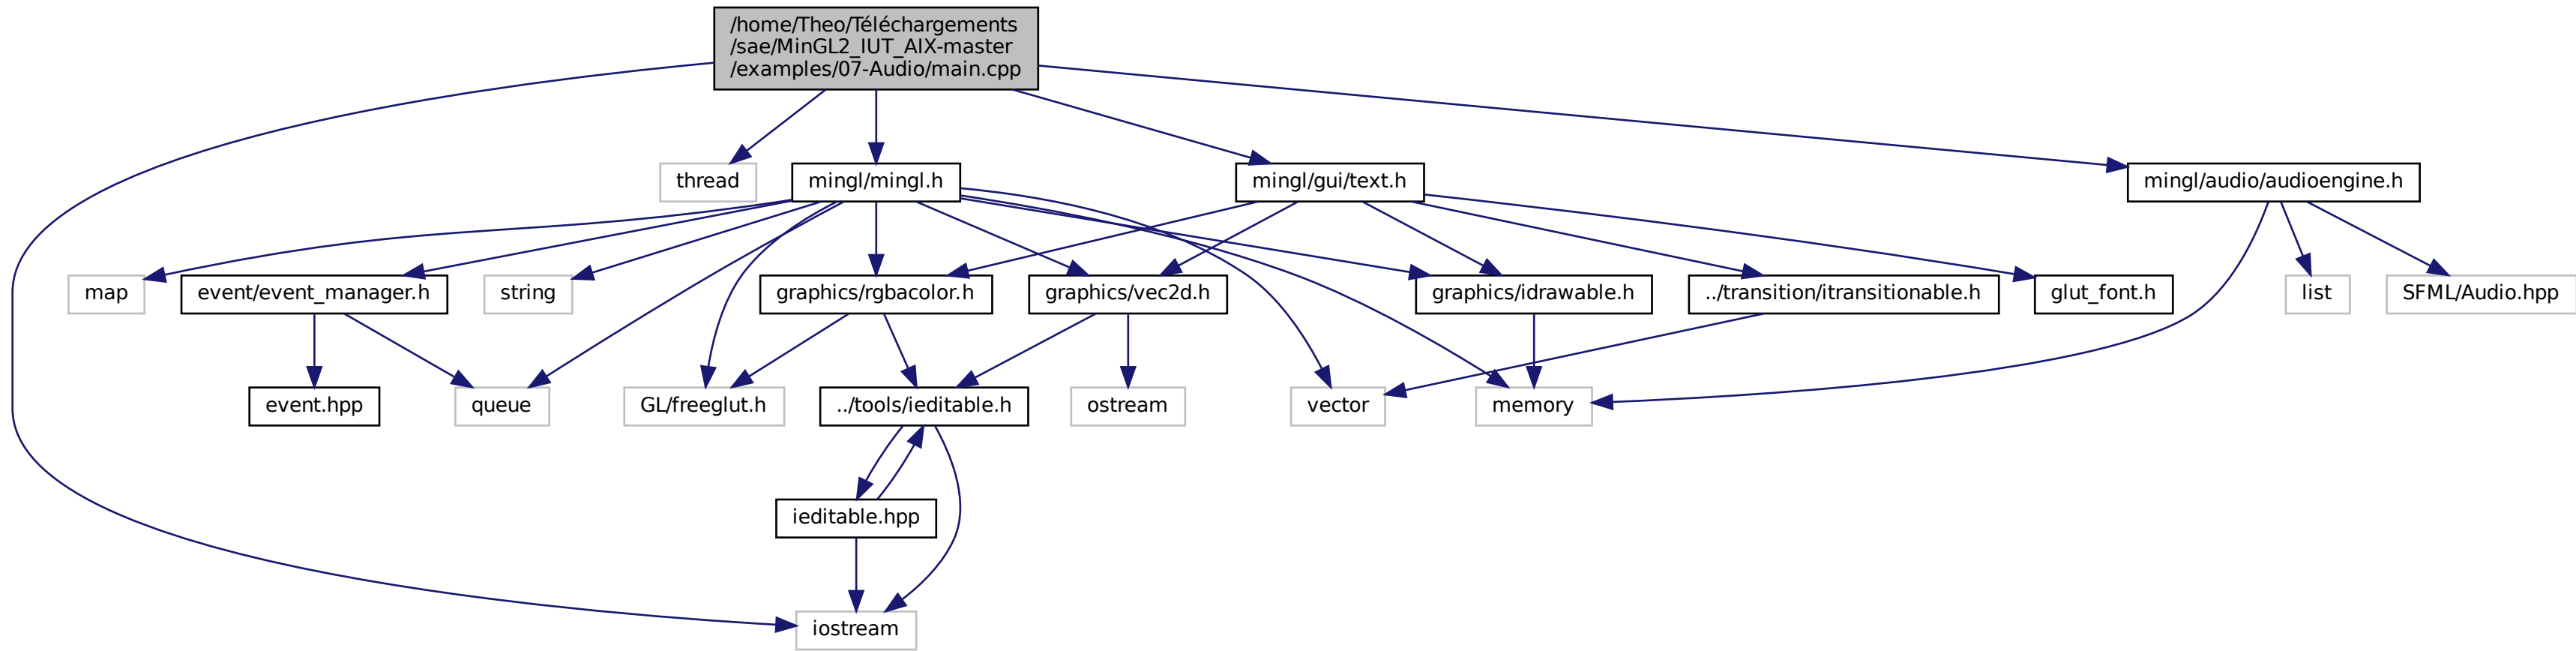 /home/Theo/Téléchargements
/sae/MinGL2_IUT_AIX-master
/examples/07-Audio/main.cpp
thread
mingl/mingl.h
mingl/gui/text.h
mingl/audio/audioengine.h
map
event/event_manager.h
string
graphics/rgbacolor.h
graphics/vec2d.h
graphics/idrawable.h
../transition/itransitionable.h
glut_font.h
list
SFML/Audio.hpp
event.hpp
queue
GL/freeglut.h
../tools/ieditable.h
ostream
vector
memory
ieditable.hpp
iostream